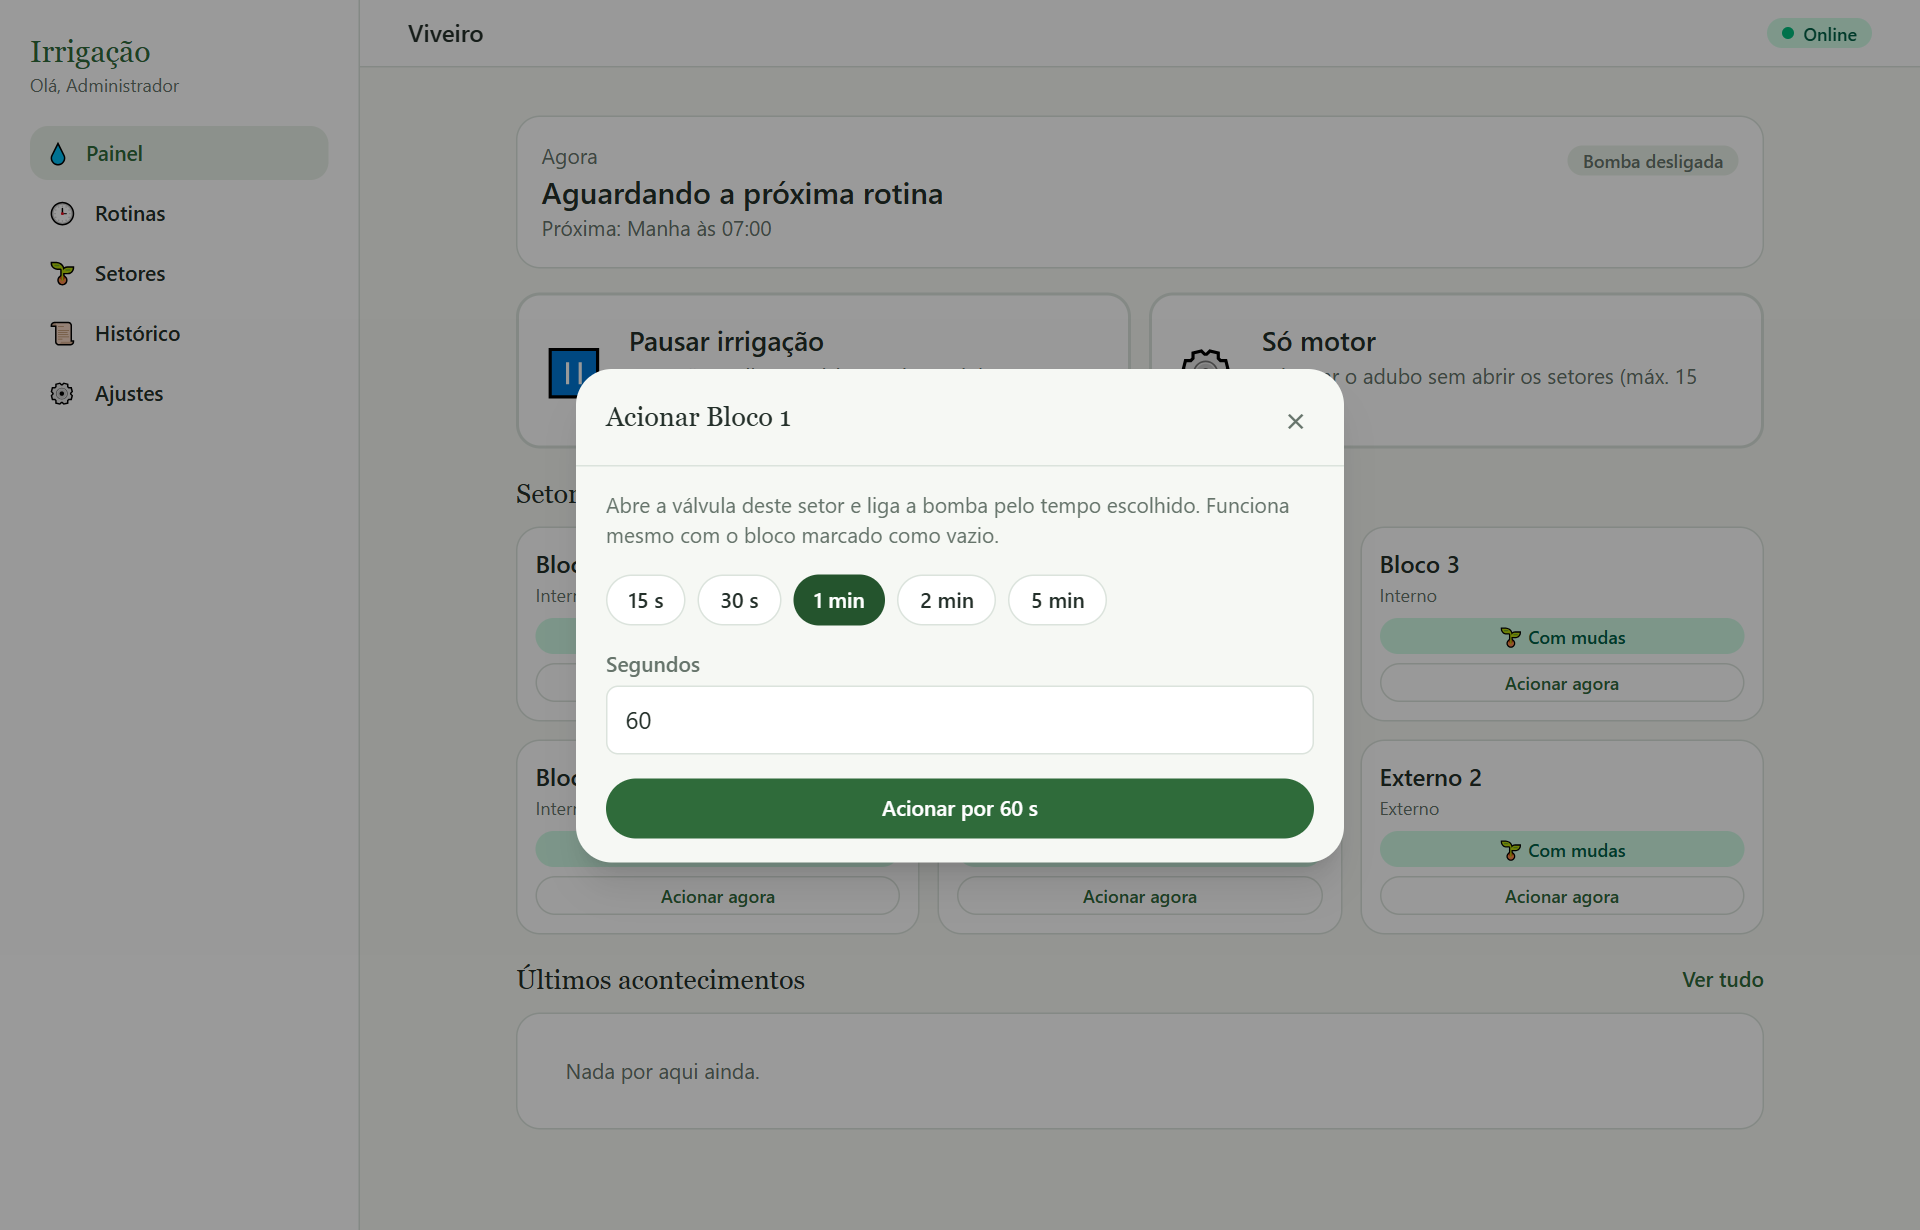 Irrigação
Olá, Administrador
Painel
Rotinas
Setores
Histórico
Ajustes
Viveiro
Online
Agora
Aguardando a próxima rotina
Próxima: Manha às 07:00
Bomba desligada
Pausar irrigação
Só motor
o adubo sem abrir os setores (máx. 15
Acionar Bloco 1
Abre a válvula deste setor e liga a bomba pelo tempo escolhido. Funciona
mesmo com o bloco marcado como vazio.
15 s
30 s
1 min
2 min
5 min
Segundos
60
Acionar por 60 s
Bloco 3
Interno
Com mudas
Acionar agora
Externo 2
Externo
Com mudas
Acionar agora
Acionar agora
Acionar agora
Últimos acontecimentos
Ver tudo
Nada por aqui ainda.